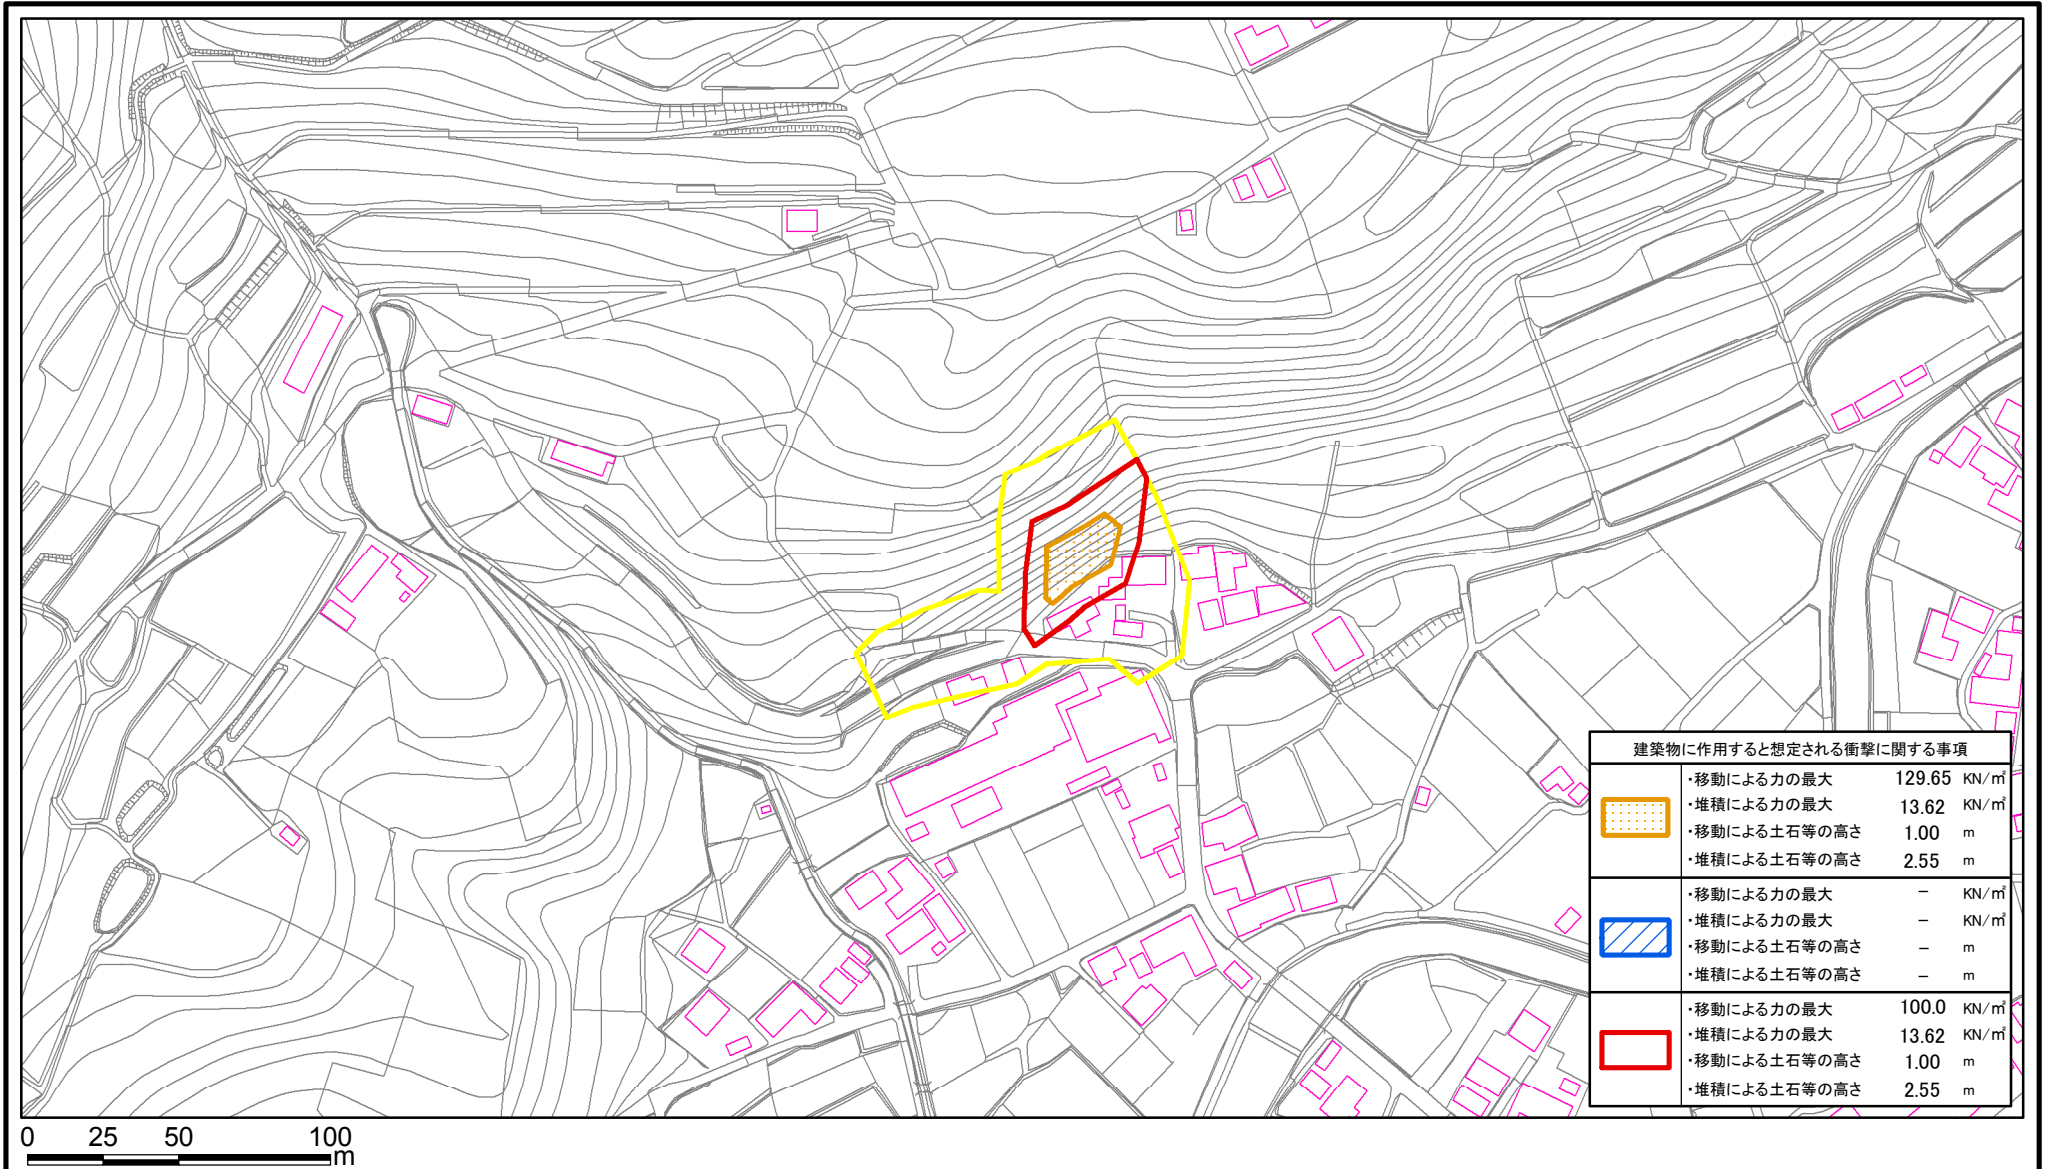 建築物に作用すると想定される衝撃に関する事項
・移動による力の最大 129.65 KN/㎡
・堆積による力の最大 13.62 KN/㎡
・移動による土石等の高さ 1.00 m
・堆積による土石等の高さ 2.55 m
・移動による力の最大 − KN/㎡
・堆積による力の最大 − KN/㎡
・移動による土石等の高さ − m
・堆積による土石等の高さ − m
・移動による力の最大 100.0 KN/㎡
・堆積による力の最大 13.62 KN/㎡
・移動による土石等の高さ 1.00 m
・堆積による土石等の高さ 2.55 m
0 25 50 100
m